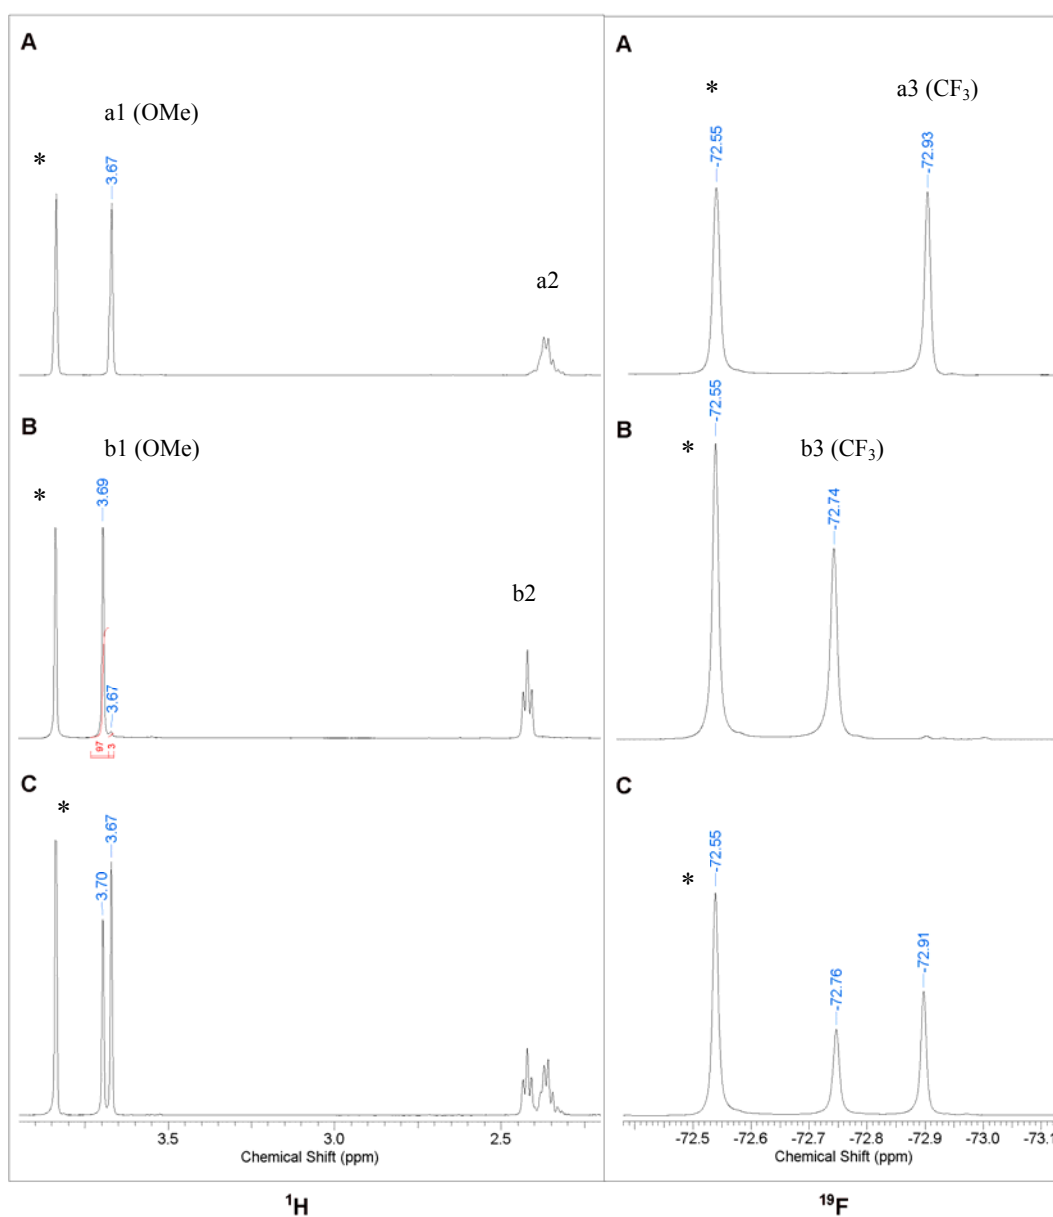 A
a1 (OMe)
*
3.67
a2
B
b1 (OMe)
*
3.69
3.67
b2
97
3
C
*
3.70
3.67
3.5 3.0 2.5
Chemical Shift (ppm)
¹H
A
*
a3 (CF₃)
-72.55
-72.93
B
*
-72.55
b3 (CF₃)
-72.74
C
*
-72.55
-72.76
-72.91
-72.5 -72.6 -72.7 -72.8 -72.9 -73.0 -73.1
Chemical Shift (ppm)
¹⁹F